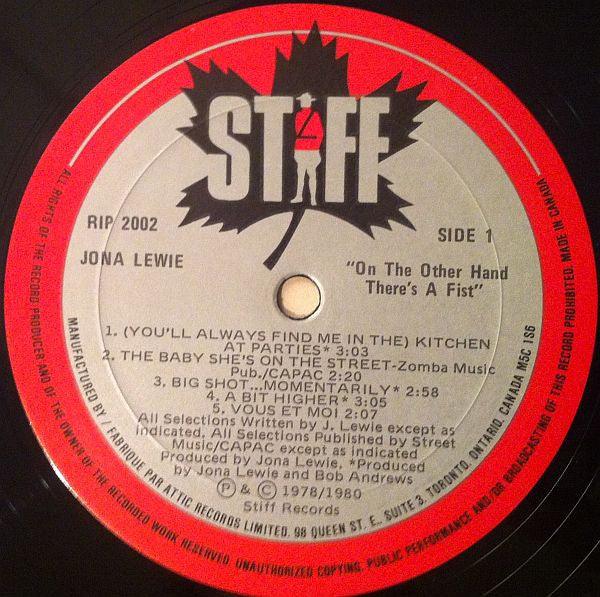 STIFF
RIP 2002
SIDE 1
JONA LEWIE
"On The Other Hand
There's A Fist"
1. (YOU'LL ALWAYS FIND ME IN THE) KITCHEN
AT PARTIES* 3:03
2. THE BABY SHE'S ON THE STREET-Zomba Music
Pub./CAPAC 2:20
3. BIG SHOT...MOMENTARILY* 2:58
4. A BIT HIGHER* 3:05
5. VOUS ET MOI 2:07
All Selections Written by J. Lewie except as
indicated. All Selections Published by Street
Music/CAPAC except as indicated
Produced by Jona Lewie, *Produced
by Jona Lewie and Bob Andrews
Ⓟ & © 1978/1980
Stiff Records
MANUFACTURED BY / FABRIQUE PAR ATTIC RECORDS LIMITED. 98 QUEEN ST. E., SUITE 3, TORONTO, ONTARIO, CANADA M5C 1S6
ALL RIGHTS OF THE RECORD PRODUCER AND OF THE OWNER OF THE RECORDED WORK RESERVED. UNAUTHORIZED COPYING, PUBLIC PERFORMANCE AND/OR BROADCASTING OF THIS RECORD PROHIBITED. MADE IN CANADA